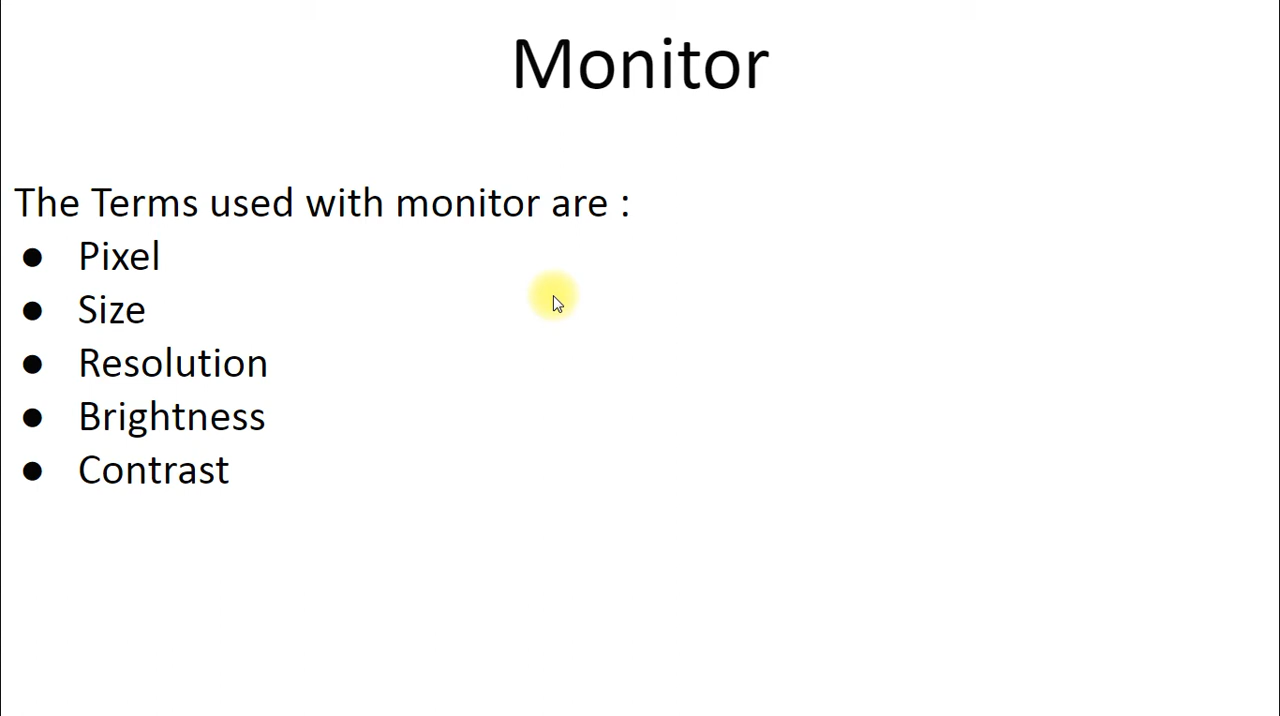 Monitor
The Terms used with monitor are :
● Pixel
● Size
● Resolution
● Brightness
● Contrast